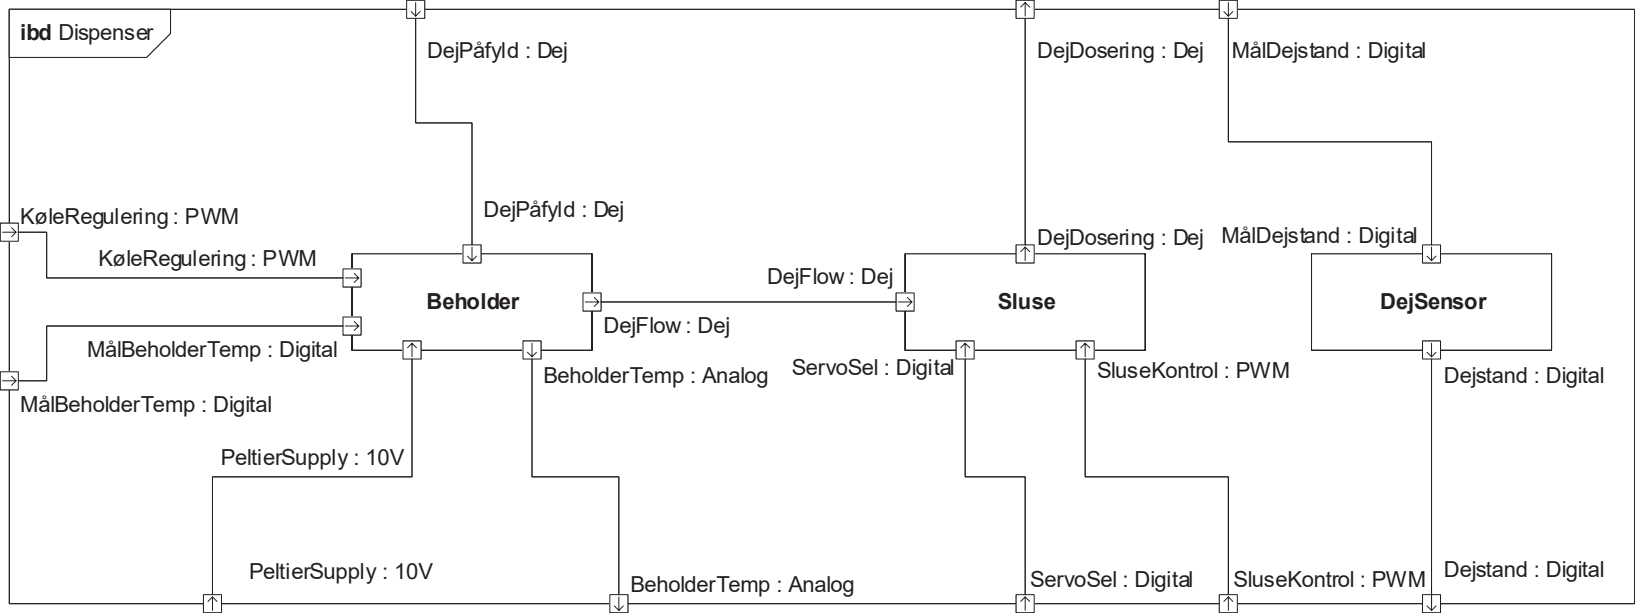 ibd Dispenser
DejPåfyld : Dej
DejDosering : Dej
MålDejstand : Digital
DejPåfyld : Dej
KøleRegulering : PWM
DejDosering : Dej
MålDejstand : Digital
KøleRegulering : PWM
DejFlow : Dej
Beholder
Sluse
DejSensor
DejFlow : Dej
MålBeholderTemp : Digital
BeholderTemp : Analog
ServoSel : Digital
SluseKontrol : PWM
Dejstand : Digital
MålBeholderTemp : Digital
PeltierSupply : 10V
PeltierSupply : 10V
BeholderTemp : Analog
ServoSel : Digital
SluseKontrol : PWM
Dejstand : Digital